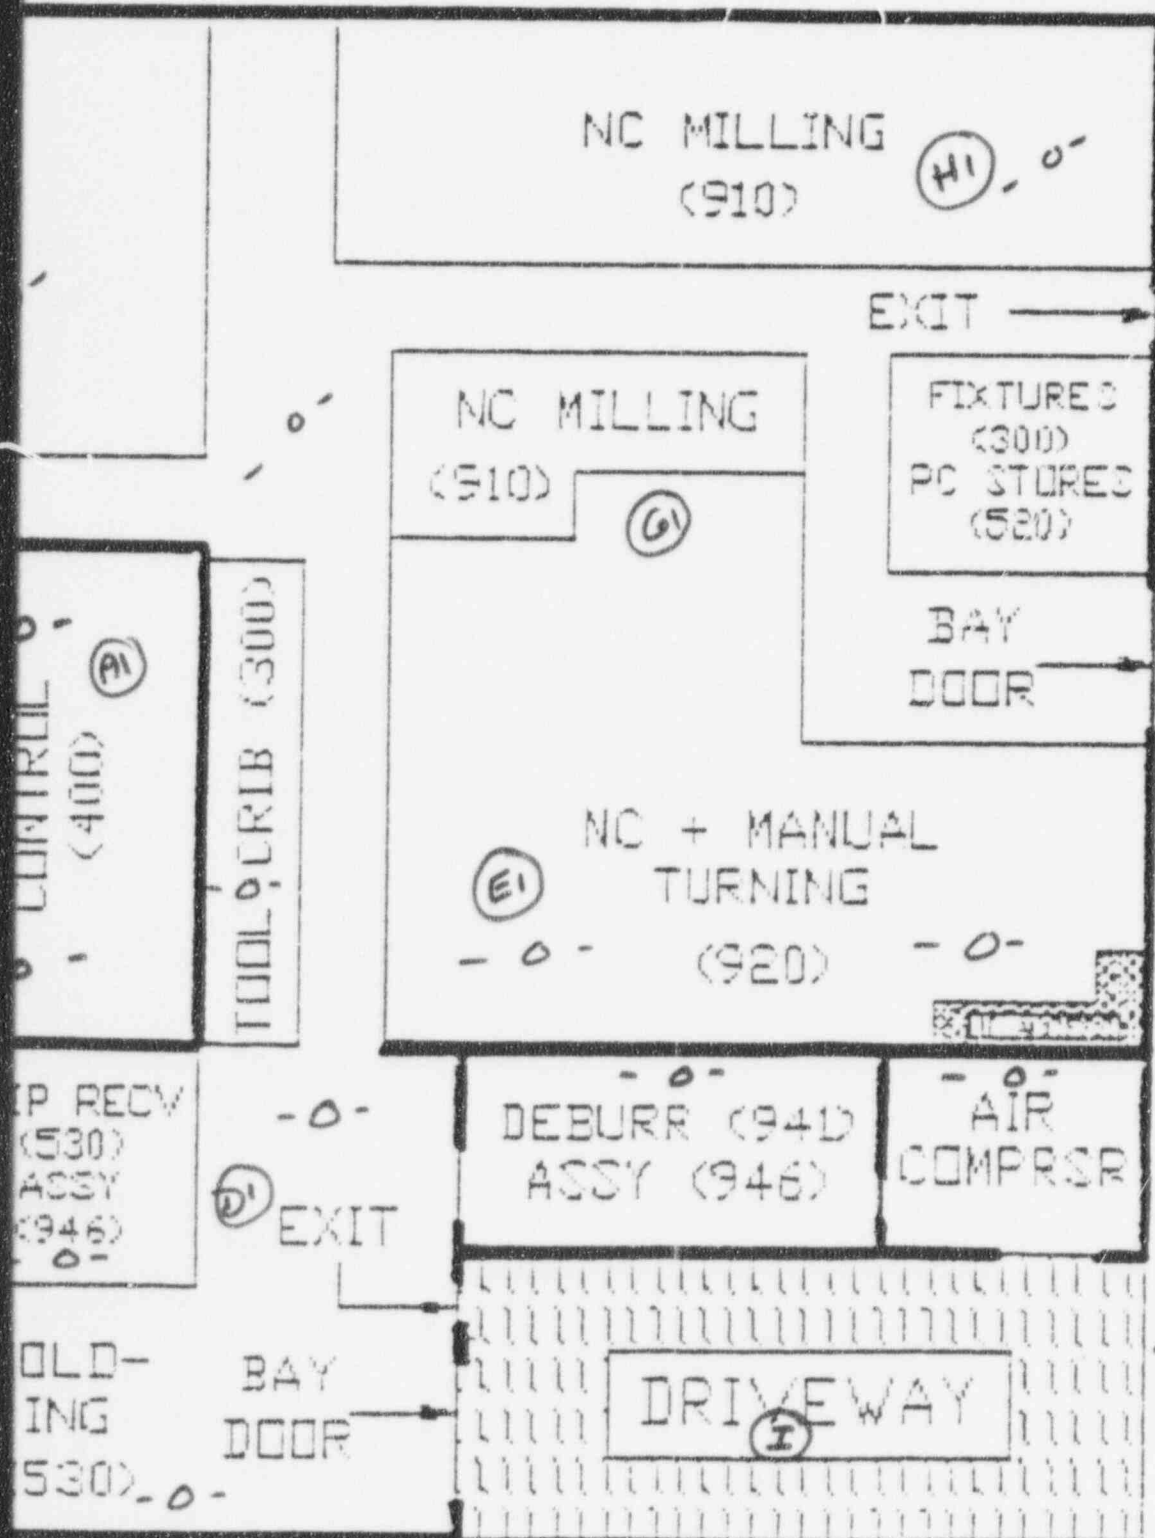 NC MILLING
(910)
H1
EXIT
NC MILLING
(910)
G1
FIXTURES
(300)
PC STORES
(520)
BAY
DOOR
A1
CONTROL
(400)
TOOL CRIB (300)
NC + MANUAL
TURNING
(920)
E1
IP RECV
(530)
ASSY
(946)
D1
EXIT
DEBURR (941)
ASSY (946)
AIR
COMPRSR
OLD-
ING
530)
BAY
DOOR
DRIVEWAY
I